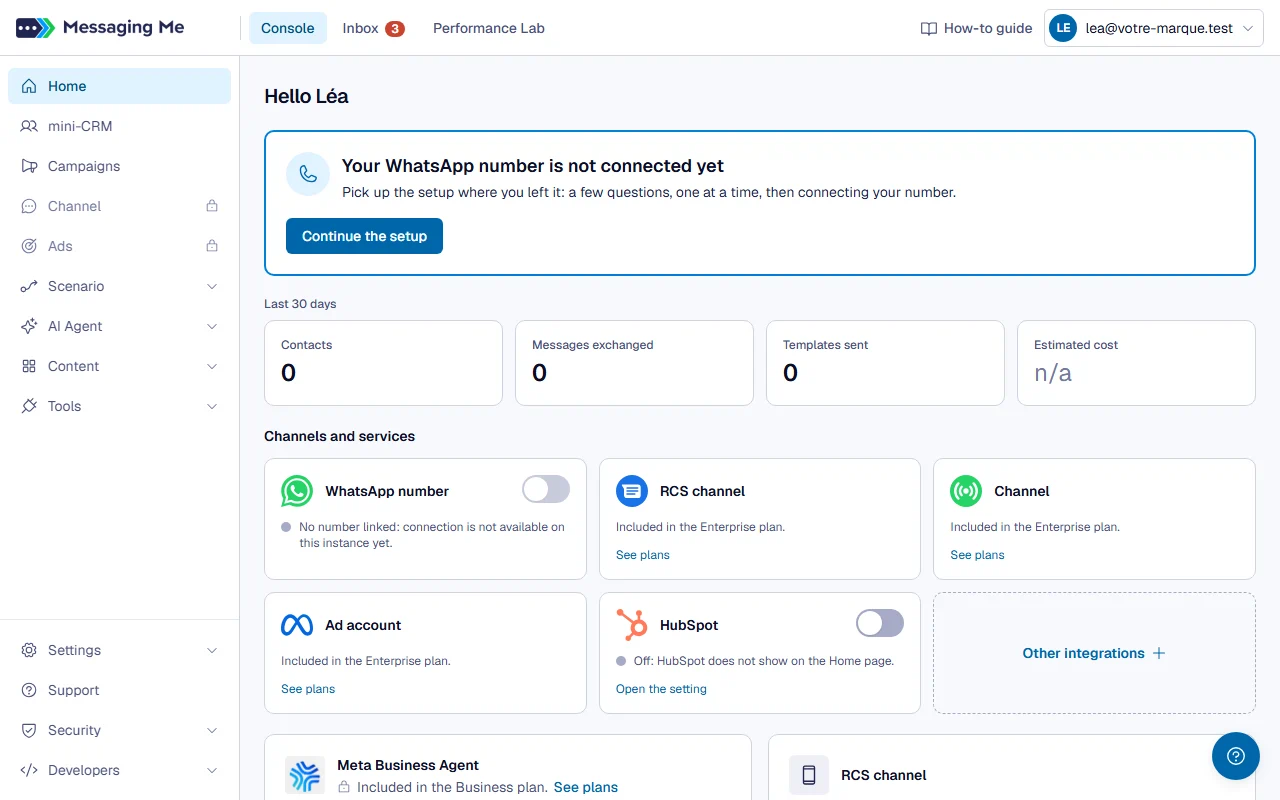 Messaging Me
Console
Inbox 3
Performance Lab
How-to guide
LE lea@votre-marque.test
Home
mini-CRM
Campaigns
Channel
Ads
Scenario
AI Agent
Content
Tools
Settings
Support
Security
Developers
Hello Léa
Your WhatsApp number is not connected yet
Pick up the setup where you left it: a few questions, one at a time, then connecting your number.
Continue the setup
Last 30 days
Contacts
0
Messages exchanged
0
Templates sent
0
Estimated cost
n/a
Channels and services
WhatsApp number
No number linked: connection is not available on
this instance yet.
RCS channel
Included in the Enterprise plan.
See plans
Channel
Included in the Enterprise plan.
See plans
Ad account
Included in the Enterprise plan.
See plans
HubSpot
Off: HubSpot does not show on the Home page.
Open the setting
Other integrations
Meta Business Agent
Included in the Business plan. See plans
RCS channel